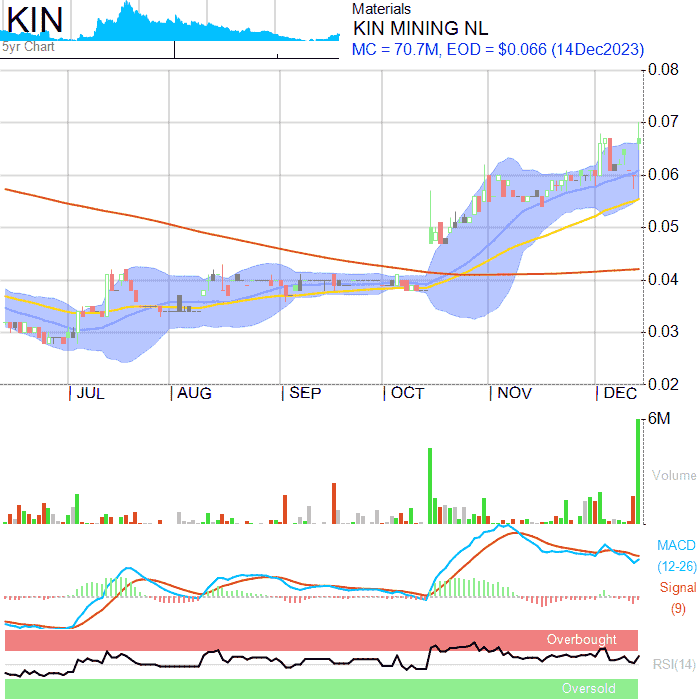 KIN
5yr Chart
Materials
KIN MINING NL
MC = 70.7M, EOD = $0.066 (14Dec2023)
0.08
0.07
0.06
0.05
0.04
0.03
0.02
JUL AUG SEP OCT NOV DEC
6M
Volume
MACD
(12-26)
Signal
(9)
Overbought
RSI(14)
Oversold